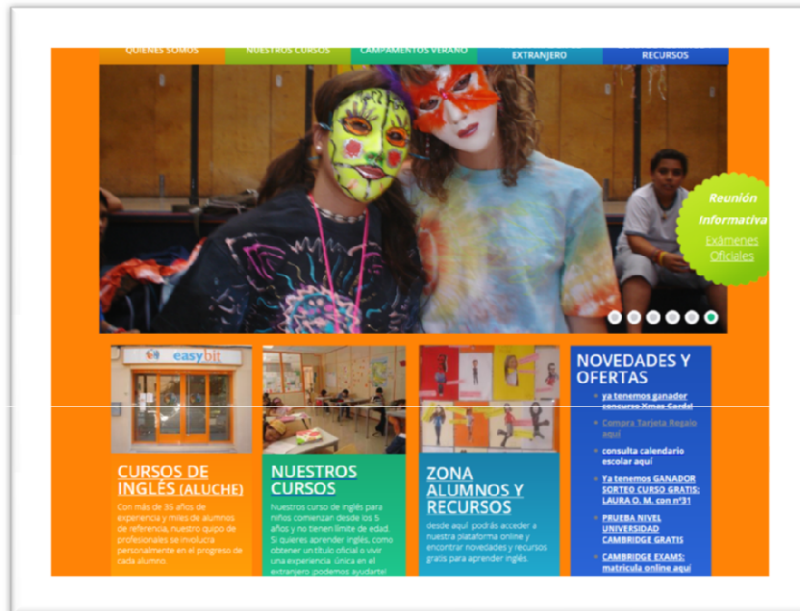 QUIENES SOMOS
NUESTROS CURSOS
CAMPAMENTOS VERANO
EXTRANJERO
RECURSOS
Reunión
Informativa
Exámenes
Oficiales
easybit
CURSOS DE
INGLÉS (ALUCHE)
Con más de 35 años de
experiencia y miles de alumnos
de referencia, nuestro quipo de
profesionales se involucra
personalmente en el progreso de
cada alumno.
NUESTROS
CURSOS
Nuestros curso de inglés para
niños comienzan desde los 5
años y no tienen límite de edad.
Si quieres aprender inglés, como
obtener un título oficial o vivir
una experiencia única en el
extranjero ¡podemos ayudarte!
ZONA
ALUMNOS Y
RECURSOS
desde aquí podrás acceder a
nuestra plataforma online y
encontrar novedades y recursos
gratis para aprender inglés.
NOVEDADES Y
OFERTAS
ya tenemos ganador
concurso Xmas Cards!
Compra Tarjeta Regalo
aquí
consulta calendario
escolar aquí
Ya tenemos GANADOR
SORTEO CURSO GRATIS:
LAURA O. M. con nº31
PRUEBA NIVEL
UNIVERSIDAD
CAMBRIDGE GRATIS
CAMBRIDGE EXAMS:
matricula online aquí